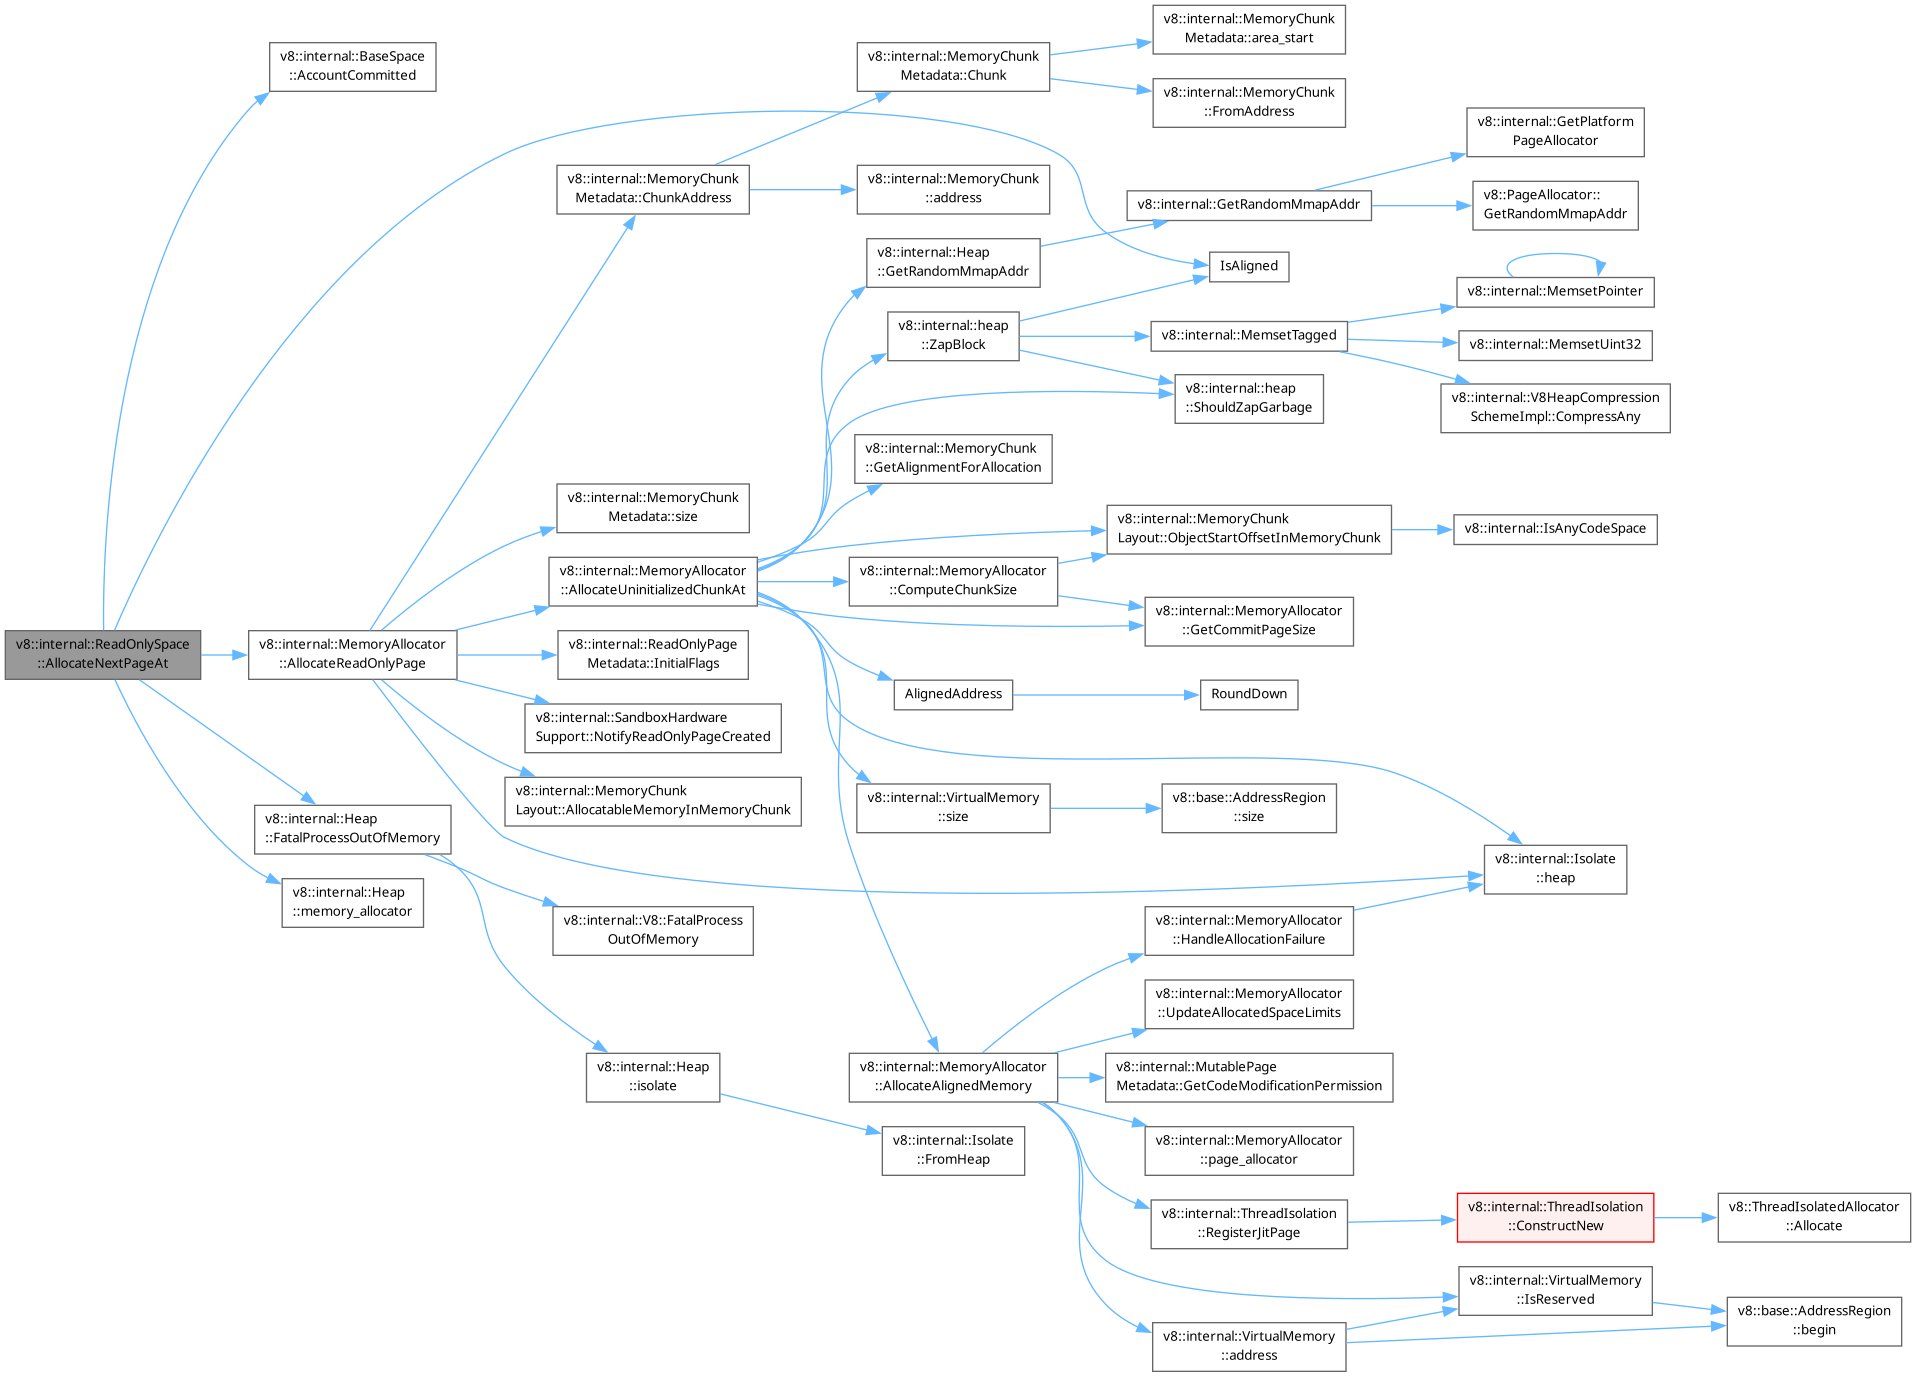 v8::internal::ReadOnlySpace
::AllocateNextPageAt
v8::internal::BaseSpace
::AccountCommitted
v8::internal::MemoryAllocator
::AllocateReadOnlyPage
v8::internal::Heap
::FatalProcessOutOfMemory
v8::internal::Heap
::memory_allocator
v8::internal::MemoryChunk
Metadata::ChunkAddress
v8::internal::MemoryChunk
Metadata::size
v8::internal::MemoryAllocator
::AllocateUninitializedChunkAt
v8::internal::ReadOnlyPage
Metadata::InitialFlags
v8::internal::SandboxHardware
Support::NotifyReadOnlyPageCreated
v8::internal::MemoryChunk
Layout::AllocatableMemoryInMemoryChunk
v8::internal::V8::FatalProcess
OutOfMemory
v8::internal::Heap
::isolate
v8::internal::MemoryChunk
Metadata::Chunk
v8::internal::MemoryChunk
::address
v8::internal::Heap
::GetRandomMmapAddr
v8::internal::heap
::ZapBlock
v8::internal::MemoryChunk
::GetAlignmentForAllocation
v8::internal::MemoryAllocator
::ComputeChunkSize
AlignedAddress
v8::internal::VirtualMemory
::size
v8::internal::MemoryAllocator
::AllocateAlignedMemory
v8::internal::Isolate
::FromHeap
v8::internal::MemoryChunk
Metadata::area_start
v8::internal::MemoryChunk
::FromAddress
v8::internal::GetRandomMmapAddr
IsAligned
v8::internal::MemsetTagged
v8::internal::heap
::ShouldZapGarbage
v8::internal::MemoryChunk
Layout::ObjectStartOffsetInMemoryChunk
v8::internal::MemoryAllocator
::GetCommitPageSize
RoundDown
v8::base::AddressRegion
::size
v8::internal::MemoryAllocator
::HandleAllocationFailure
v8::internal::MemoryAllocator
::UpdateAllocatedSpaceLimits
v8::internal::MutablePage
Metadata::GetCodeModificationPermission
v8::internal::MemoryAllocator
::page_allocator
v8::internal::ThreadIsolation
::RegisterJitPage
v8::internal::VirtualMemory
::address
v8::internal::GetPlatform
PageAllocator
v8::PageAllocator::
GetRandomMmapAddr
v8::internal::MemsetPointer
v8::internal::MemsetUint32
v8::internal::V8HeapCompression
SchemeImpl::CompressAny
v8::internal::IsAnyCodeSpace
v8::internal::Isolate
::heap
v8::internal::ThreadIsolation
::ConstructNew
v8::internal::VirtualMemory
::IsReserved
v8::ThreadIsolatedAllocator
::Allocate
v8::base::AddressRegion
::begin